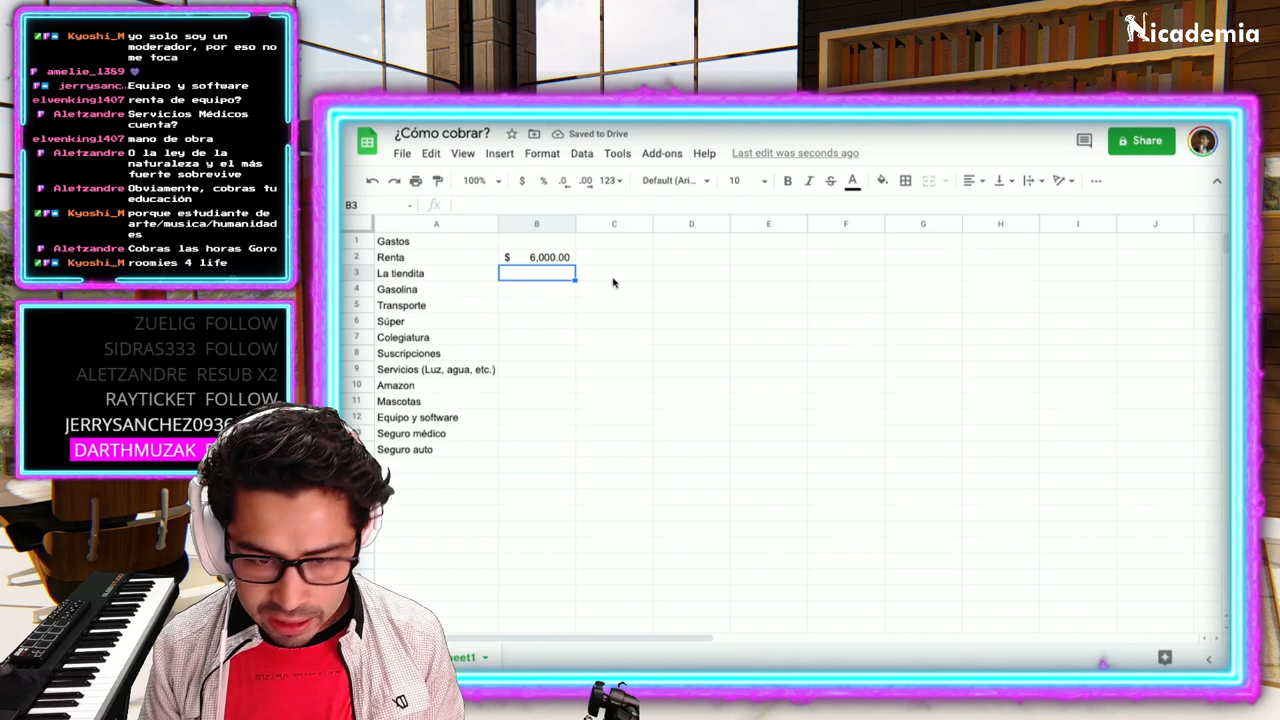 Kyoshi_M yo solo soy un
moderador, por eso no
me toca
amelie_1389
jerrysanc… Equipo y software
elvenking1407 renta de equipo?
Aletzandre Servicios Médicos
cuenta?
elvenking1407 mano de obra
Aletzandre O la ley de la
naturaleza y el más
fuerte sobrevive
Aletzandre Obviamente, cobras tu
educación
Kyoshi_M porque estudiante de
arte/musica/humanidad
es
Aletzandre Cobras las horas Goro
Kyoshi_M roomies 4 life
ZUELIG FOLLOW
SIDRAS333 FOLLOW
ALETZANDRE RESUB X2
RAYTICKET FOLLOW
JERRYSANCHEZ0936
DARTHMUZAK
Nicademia
¿Cómo cobrar?
Saved to Drive
Share
File Edit View Insert Format Data Tools Add-ons Help Last edit was seconds ago
100% $ % .0 .00 123 Default (Ari... 10 B I S A
B3 fx
A B C D E F G H I J
1 Gastos
2 Renta $ 6,000.00
3 La tiendita
4 Gasolina
5 Transporte
6 Súper
7 Colegiatura
8 Suscripciones
9 Servicios (Luz, agua, etc.)
10 Amazon
11 Mascotas
12 Equipo y software
3 Seguro médico
Seguro auto
eet1